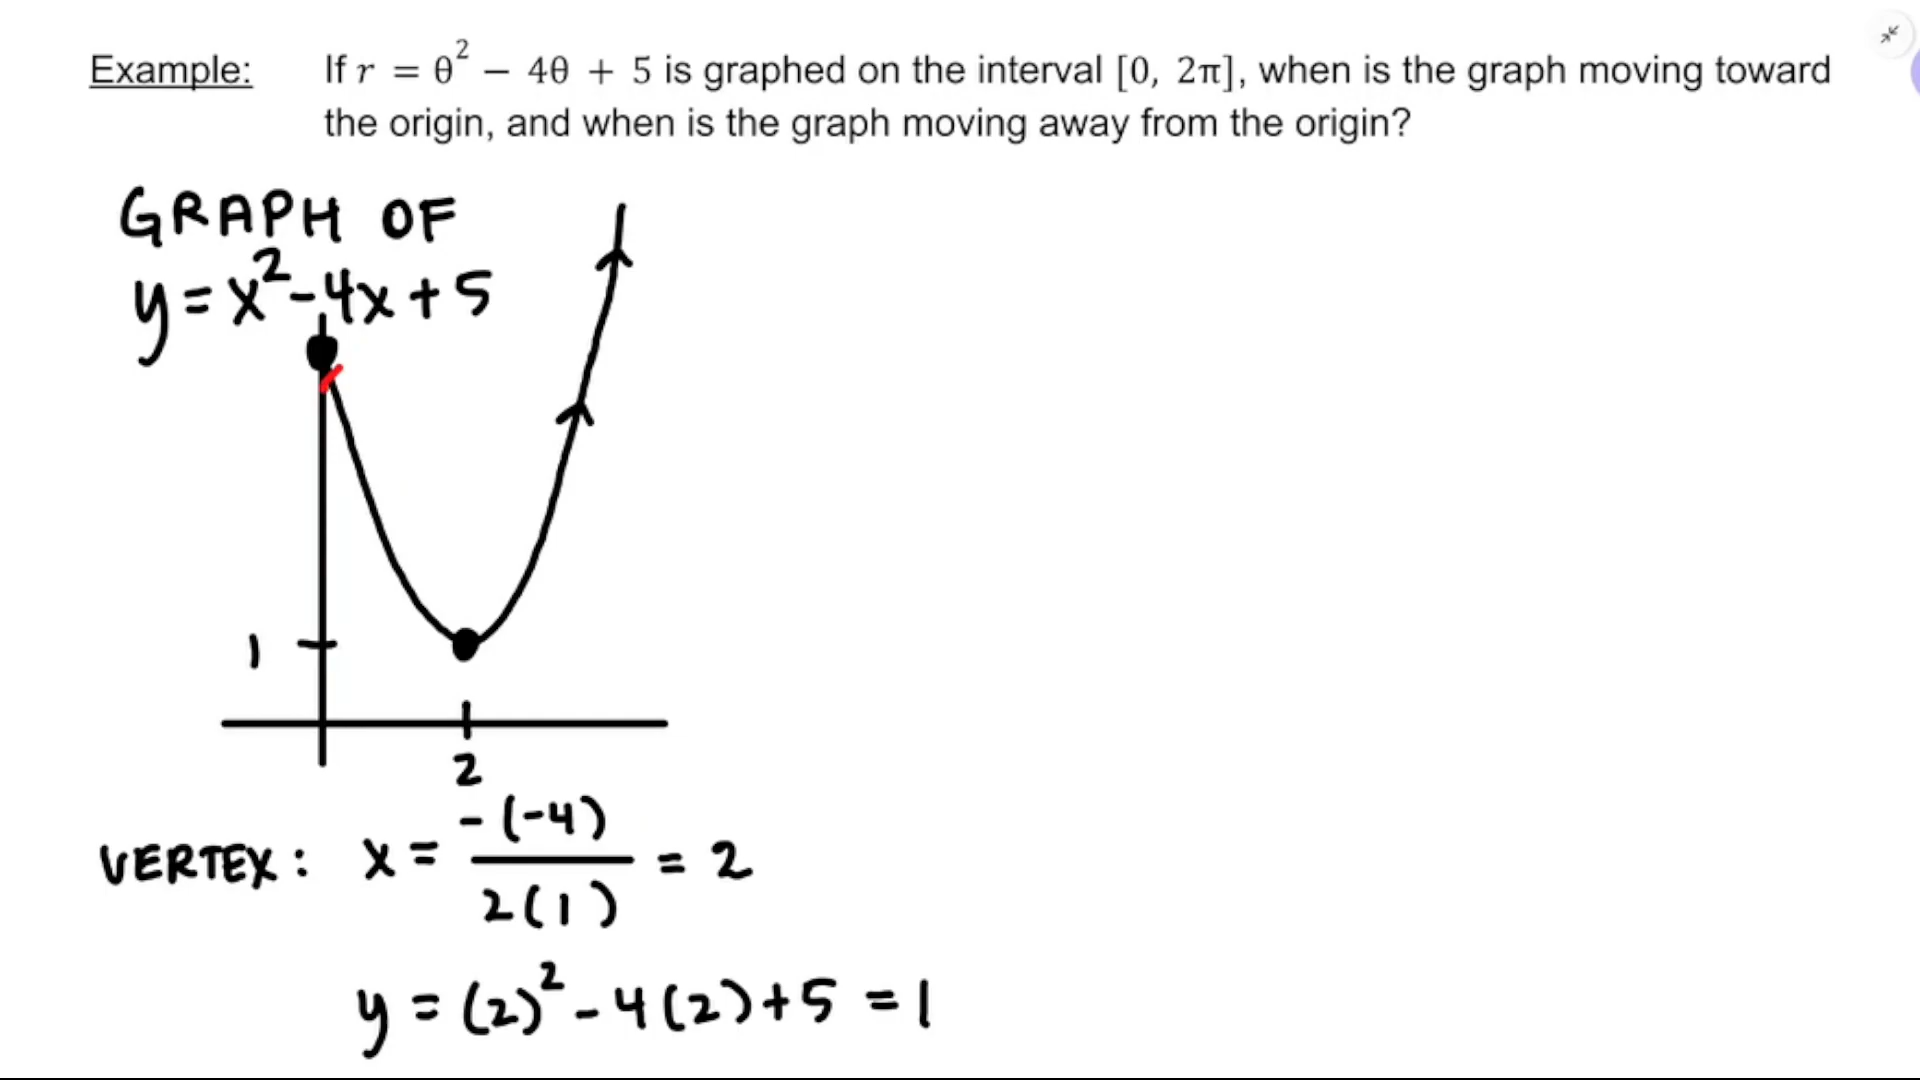 Example: If r = θ² − 4θ + 5 is graphed on the interval [0, 2π], when is the graph moving toward
the origin, and when is the graph moving away from the origin?
GRAPH OF
y=x²-4x+5
1
2
VERTEX: x = -(-4) / 2(1) = 2
y = (2)² - 4(2)+5 = 1